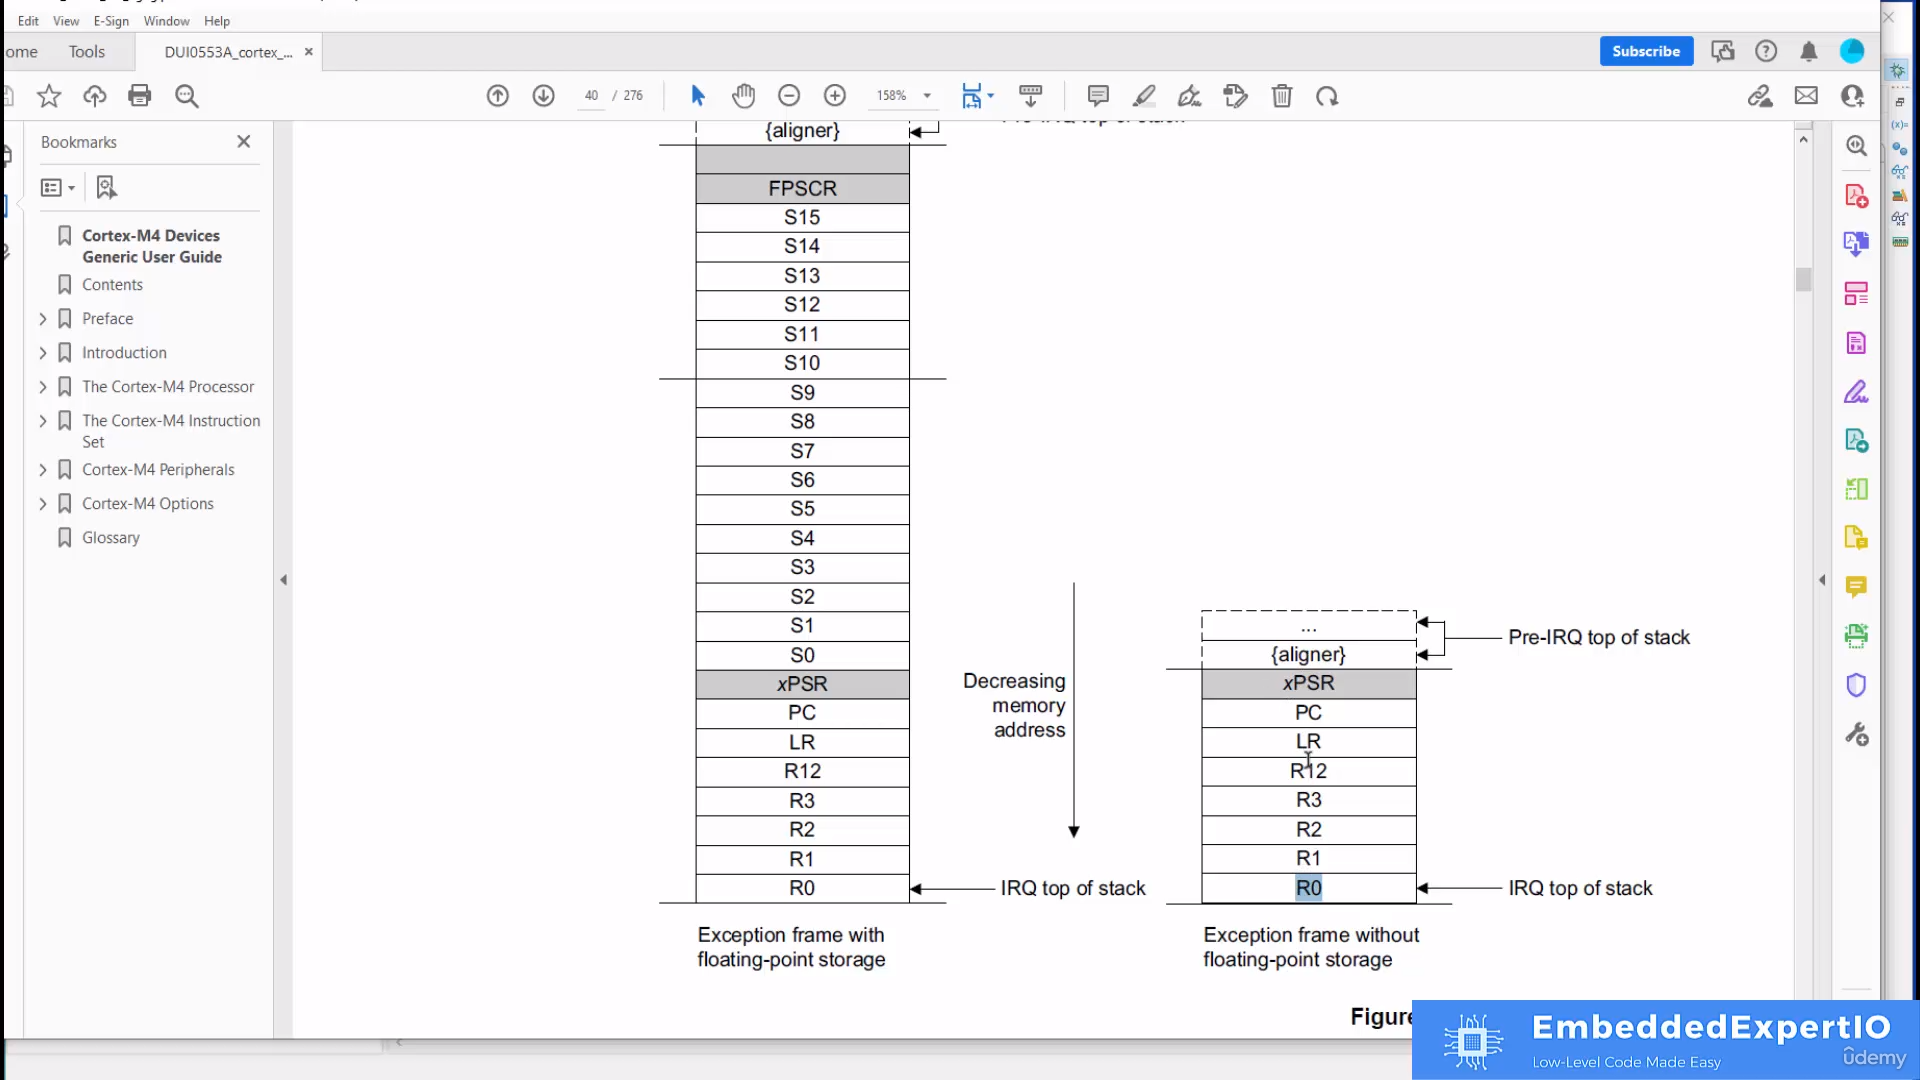 Edit View E-Sign Window Help
ome Tools DUI0553A_cortex_... × Subscribe
40 / 276 158%
Bookmarks
Cortex-M4 Devices
Generic User Guide
Contents
Preface
Introduction
The Cortex-M4 Processor
The Cortex-M4 Instruction
Set
Cortex-M4 Peripherals
Cortex-M4 Options
Glossary
{aligner}
FPSCR
S15
S14
S13
S12
S11
S10
S9
S8
S7
S6
S5
S4
S3
S2
S1
S0
xPSR
PC
LR
R12
R3
R2
R1
R0
IRQ top of stack
Exception frame with
floating-point storage
Decreasing
memory
address
...
{aligner}
Pre-IRQ top of stack
xPSR
PC
LR
R12
R3
R2
R1
R0
IRQ top of stack
Exception frame without
floating-point storage
Figure
EmbeddedExpertIO
Low-Level Code Made Easy
ûdemy